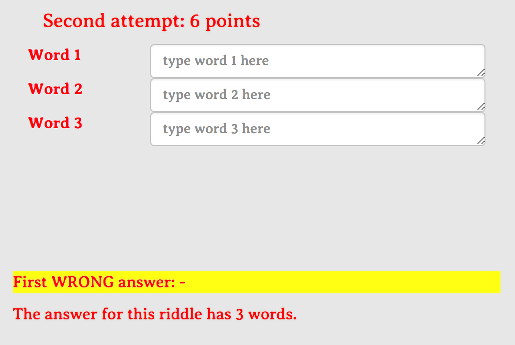 Second attempt: 6 points
Word 1
type word 1 here
Word 2
type word 2 here
Word 3
type word 3 here
First WRONG answer: -
The answer for this riddle has 3 words.